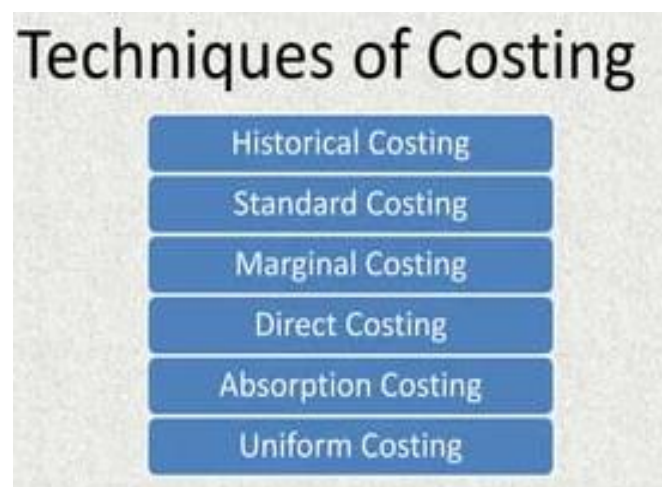 Techniques of Costing
Historical Costing
Standard Costing
Marginal Costing
Direct Costing
Absorption Costing
Uniform Costing